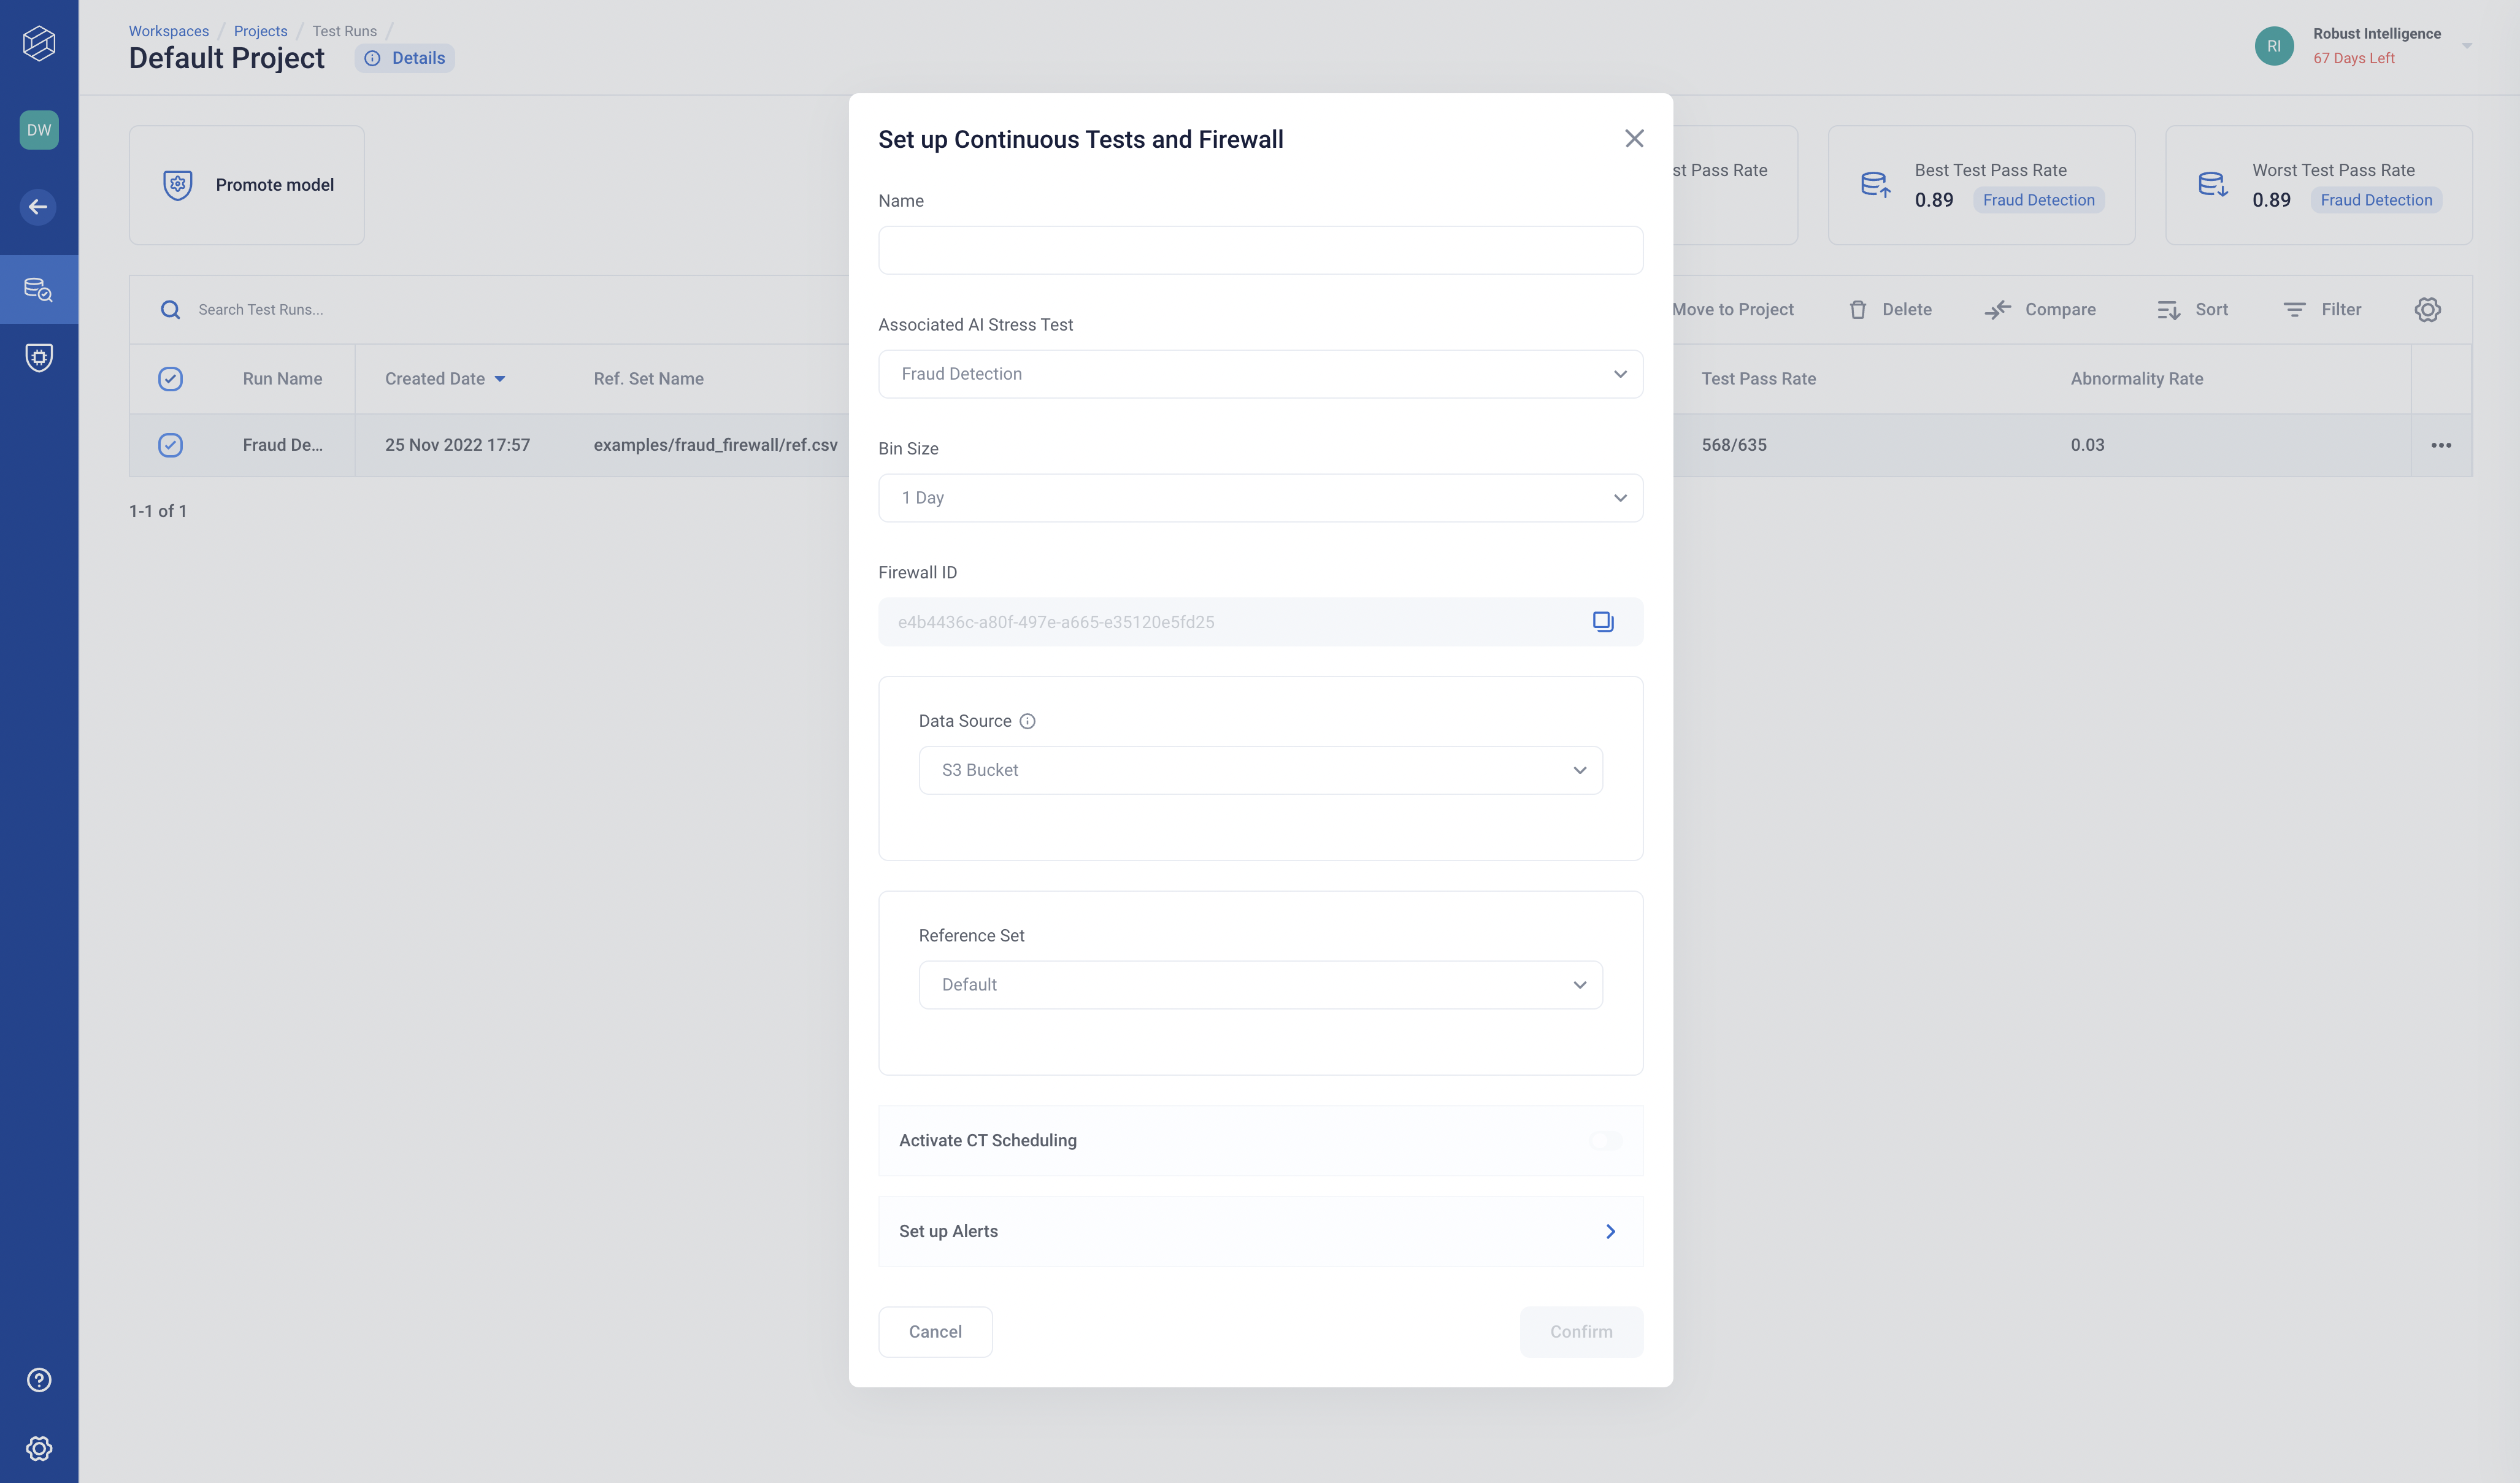 Workspaces / Projects / Test Runs /
Default Project
Details
RI
Robust Intelligence
67 Days Left
DW
Promote model
st Pass Rate
Best Test Pass Rate
0.89 Fraud Detection
Worst Test Pass Rate
0.89 Fraud Detection
Search Test Runs...
Move to Project
Delete
Compare
Sort
Filter
Run Name
Created Date
Ref. Set Name
Test Pass Rate
Abnormality Rate
Fraud De...
25 Nov 2022 17:57
examples/fraud_firewall/ref.csv
568/635
0.03
1-1 of 1
Set up Continuous Tests and Firewall
Name
Associated AI Stress Test
Fraud Detection
Bin Size
1 Day
Firewall ID
e4b4436c-a80f-497e-a665-e35120e5fd25
Data Source
S3 Bucket
Reference Set
Default
Activate CT Scheduling
Set up Alerts
Cancel
Confirm